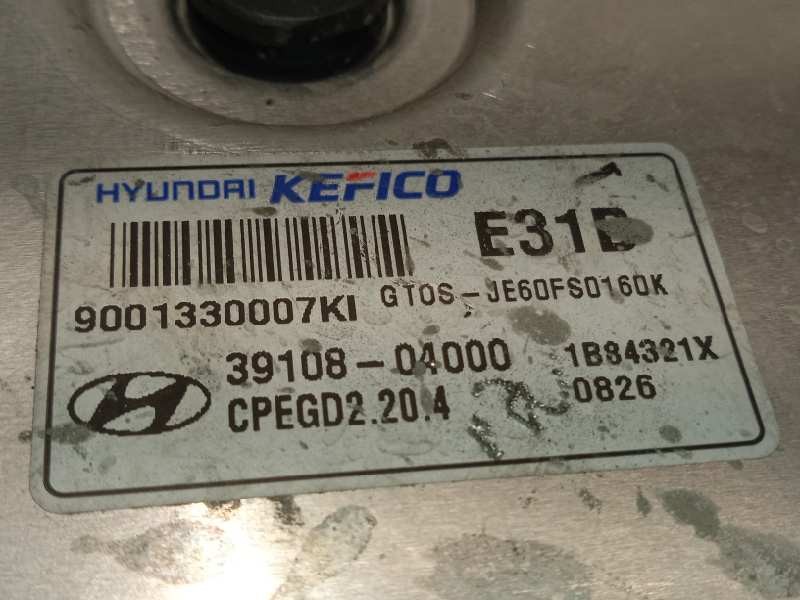 HYUNDAI KEFICO
E31B
9001330007KI
GT0S-JE60FS0160K
39108-04000
1B84321X
CPEGD2.20.4
0826